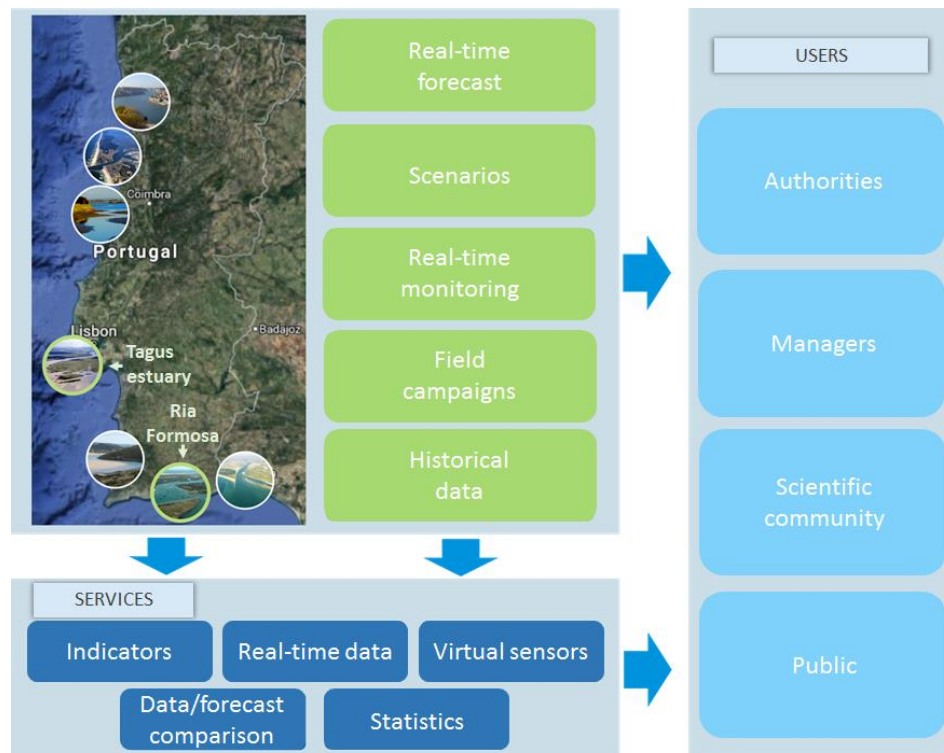 Coimbra
Portugal
Lisbon
Badajoz
Tagus
estuary
Ria
Formosa
Real-time
forecast
Scenarios
Real-time
monitoring
Field
campaigns
Historical
data
USERS
Authorities
Managers
Scientific
community
Public
SERVICES
Indicators
Real-time data
Virtual sensors
Data/forecast
comparison
Statistics